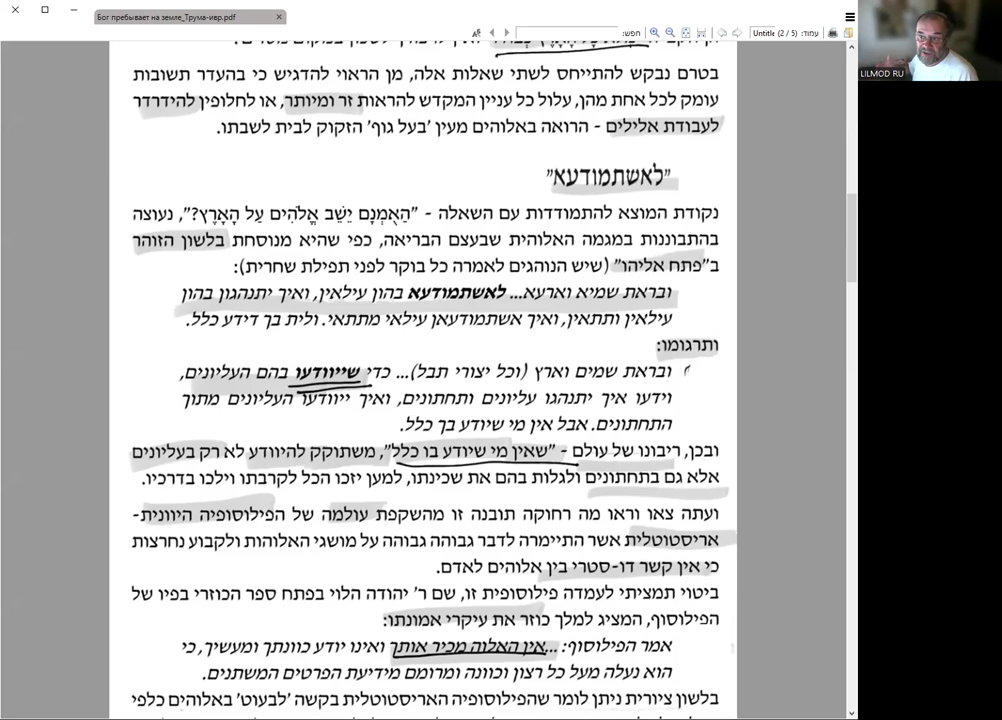 Бог пребывает на земле_Трума-ивр.pdf
חפש:
עמוד: (2 / 5) Untitle
LILMOD RU
בטרם נבקש להתייחס לשתי שאלות אלה, מן הראוי להדגיש כי בהעדר תשובות
עומק לכל אחת מהן, עלול כל עניין המקדש להראות זר ומיותר, או לחלופין להידרדר
לעבודת אלילים - הרואה באלוהים מעין 'בעל גוף' הזקוק לבית לשבתו.
"לאשתמודעא"
נקודת המוצא להתמודדות עם השאלה - "הַאֻמְנָם יֵשֵׁב אֱלֹהִים עַל הָאָרֶץ?", נעוצה
בהתבוננות במגמה האלוהית שבעצם הבריאה, כפי שהיא מנוסחת בלשון הזוהר
ב"פתח אליהו" (שיש הנוהגים לאמרה כל בוקר לפני תפילת שחרית):
ובראת שמיא וארעא... לאשתמודעא בהון עילאין, ואיך יתנהגון בהון
עילאין ותתאין, ואיך אשתמודעאן עילאי מתתאי. ולית בך דידע כלל.
ותרגומו:
ובראת שמים וארץ (וכל יצורי תבל)... כדי שייוודעו בהם העליונים,
וידעו איך יתנהגו עליונים ותחתונים, ואיך ייוודעו העליונים מתוך
התחתונים. אבל אין מי שיודע בך כלל.
ובכן, ריבונו של עולם - "שאין מי שיודע בו כלל", משתוקק להיוודע לא רק בעליונים
אלא גם בתחתונים ולגלות בהם את שכינתו, למען יזכו הכל לקרבתו וילכו בדרכיו.
ועתה צאו וראו מה רחוקה תובנה זו מהשקפת עולמה של הפילוסופיה היוונית-
אריסטוטלית אשר התיימרה לדבר גבוהה גבוהה על מושגי האלוהות ולקבוע נחרצות
כי אין קשר דו-סטרי בין אלוהים לאדם.
ביטוי תמציתי לעמדה פילוסופית זו, שם ר' יהודה הלוי בפתח ספר הכוזרי בפיו של
הפילוסוף, המציג למלך כוזר את עיקרי אמונתו:
אמר הפילוסוף: ...אין האלוה מכיר אותך ואינו יודע כוונתך ומעשיך, כי
הוא נעלה מעל כל רצון וכוונה ומרומם מידיעת הפרטים המשתנים.
בלשון ציורית ניתן לומר שהפילוסופיה האריסטוטלית בקשה 'לבעוט' באלוהים כלפי